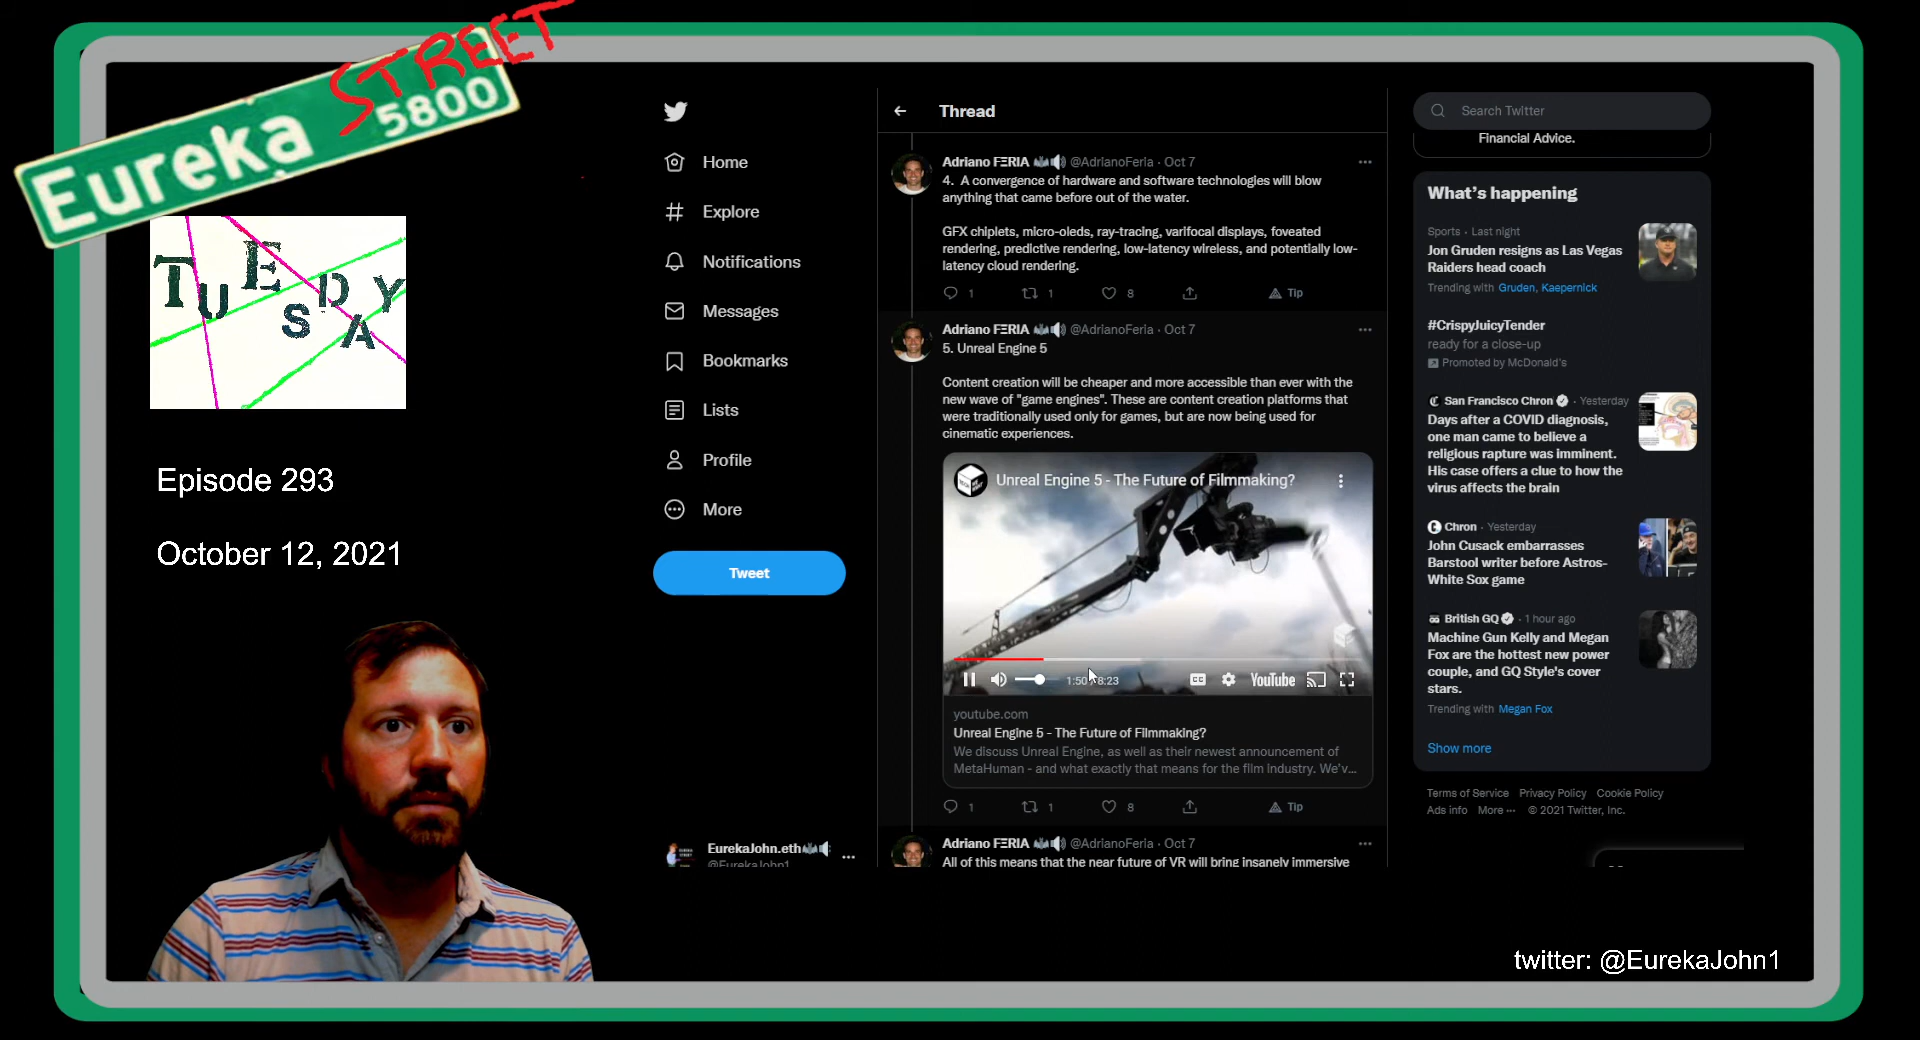 Eureka STREET
5800
TUESDAY
Episode 293
October 12, 2021
Home
Explore
Notifications
Messages
Bookmarks
Lists
Profile
More
Tweet
EurekaJohn.eth
@EurekaJohn1
Thread
Adriano FERIA @AdrianoFeria · Oct 7
4. A convergence of hardware and software technologies will blow
anything that came before out of the water.
GFX chiplets, micro-oleds, ray-tracing, varifocal displays, foveated
rendering, predictive rendering, low-latency wireless, and potentially low-
latency cloud rendering.
1 1 8 Tip
Adriano FERIA @AdrianoFeria · Oct 7
5. Unreal Engine 5
Content creation will be cheaper and more accessible than ever with the
new wave of "game engines". These are content creation platforms that
were traditionally used only for games, but are now being used for
cinematic experiences.
Unreal Engine 5 - The Future of Filmmaking?
1:50 / 8:23 CC YouTube
youtube.com
Unreal Engine 5 - The Future of Filmmaking?
We discuss Unreal Engine, as well as their newest announcement of
MetaHuman - and what exactly that means for the film industry. We'v...
1 1 8 Tip
Adriano FERIA @AdrianoFeria · Oct 7
All of this means that the near future of VR will bring insanely immersive
Search Twitter
Financial Advice.
What's happening
Sports · Last night
Jon Gruden resigns as Las Vegas
Raiders head coach
Trending with Gruden, Kaepernick
#CrispyJuicyTender
ready for a close-up
Promoted by McDonald's
San Francisco Chron · Yesterday
Days after a COVID diagnosis,
one man came to believe a
religious rapture was imminent.
His case offers a clue to how the
virus affects the brain
Chron · Yesterday
John Cusack embarrasses
Barstool writer before Astros-
White Sox game
British GQ · 1 hour ago
Machine Gun Kelly and Megan
Fox are the hottest new power
couple, and GQ Style's cover
stars.
Trending with Megan Fox
Show more
Terms of Service Privacy Policy Cookie Policy
Ads info More ··· © 2021 Twitter, Inc.
twitter: @EurekaJohn1